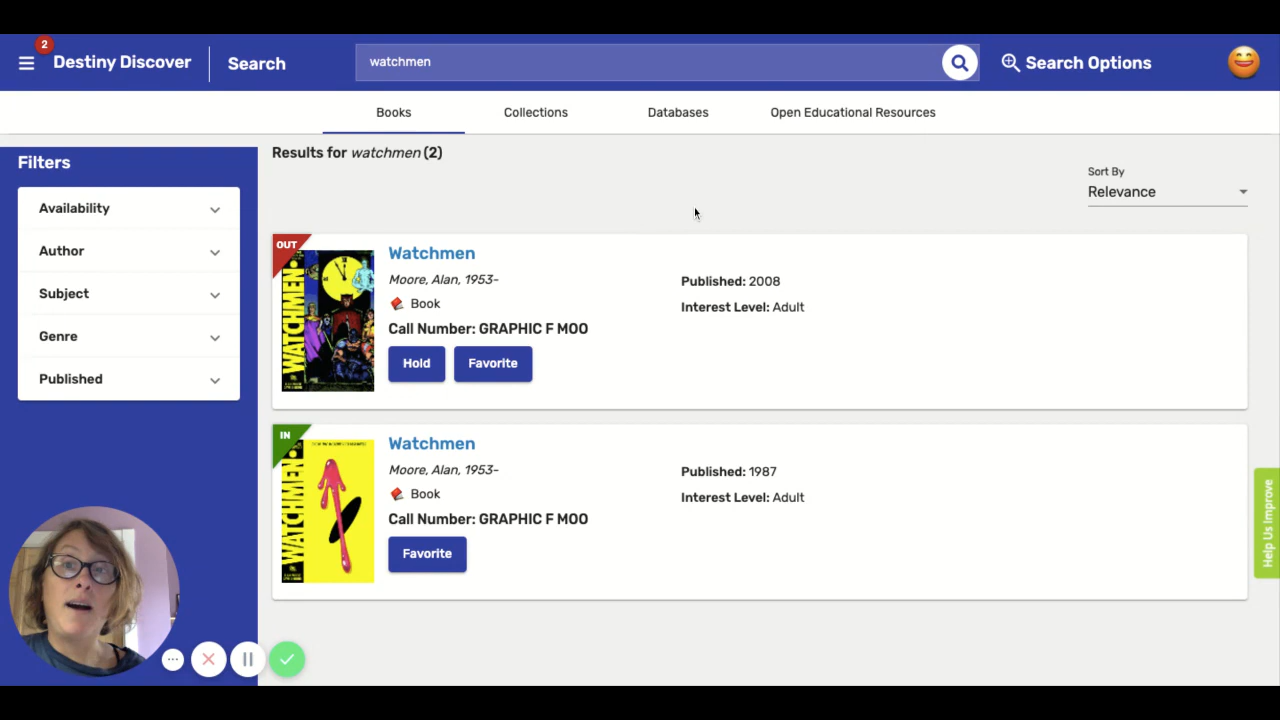 2
Destiny Discover
Search
watchmen
Search Options
Books
Collections
Databases
Open Educational Resources
Filters
Availability
Author
Subject
Genre
Published
Results for watchmen (2)
Sort By
Relevance
OUT
WATCHMEN
Watchmen
Moore, Alan, 1953-
Book
Call Number: GRAPHIC F MOO
Hold
Favorite
Published: 2008
Interest Level: Adult
IN
WATCHMEN
Watchmen
Moore, Alan, 1953-
Book
Call Number: GRAPHIC F MOO
Favorite
Published: 1987
Interest Level: Adult
Help Us Improve